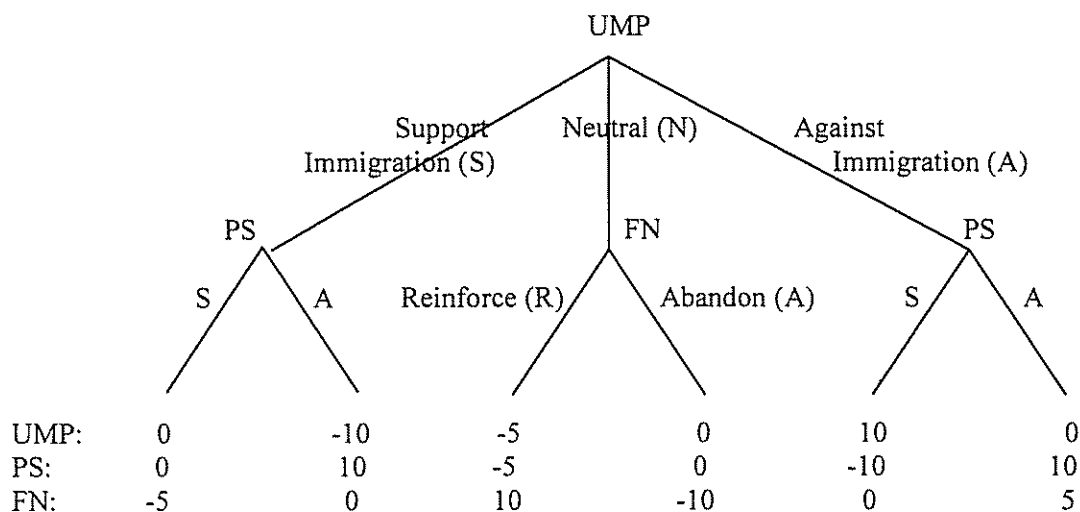 UMP
Support Neutral (N) Against
Immigration (S) Immigration (A)
PS FN PS
S A Reinforce (R) Abandon (A) S A
UMP: 0 -10 -5 0 10 0
PS: 0 10 -5 0 -10 10
FN: -5 0 10 -10 0 5